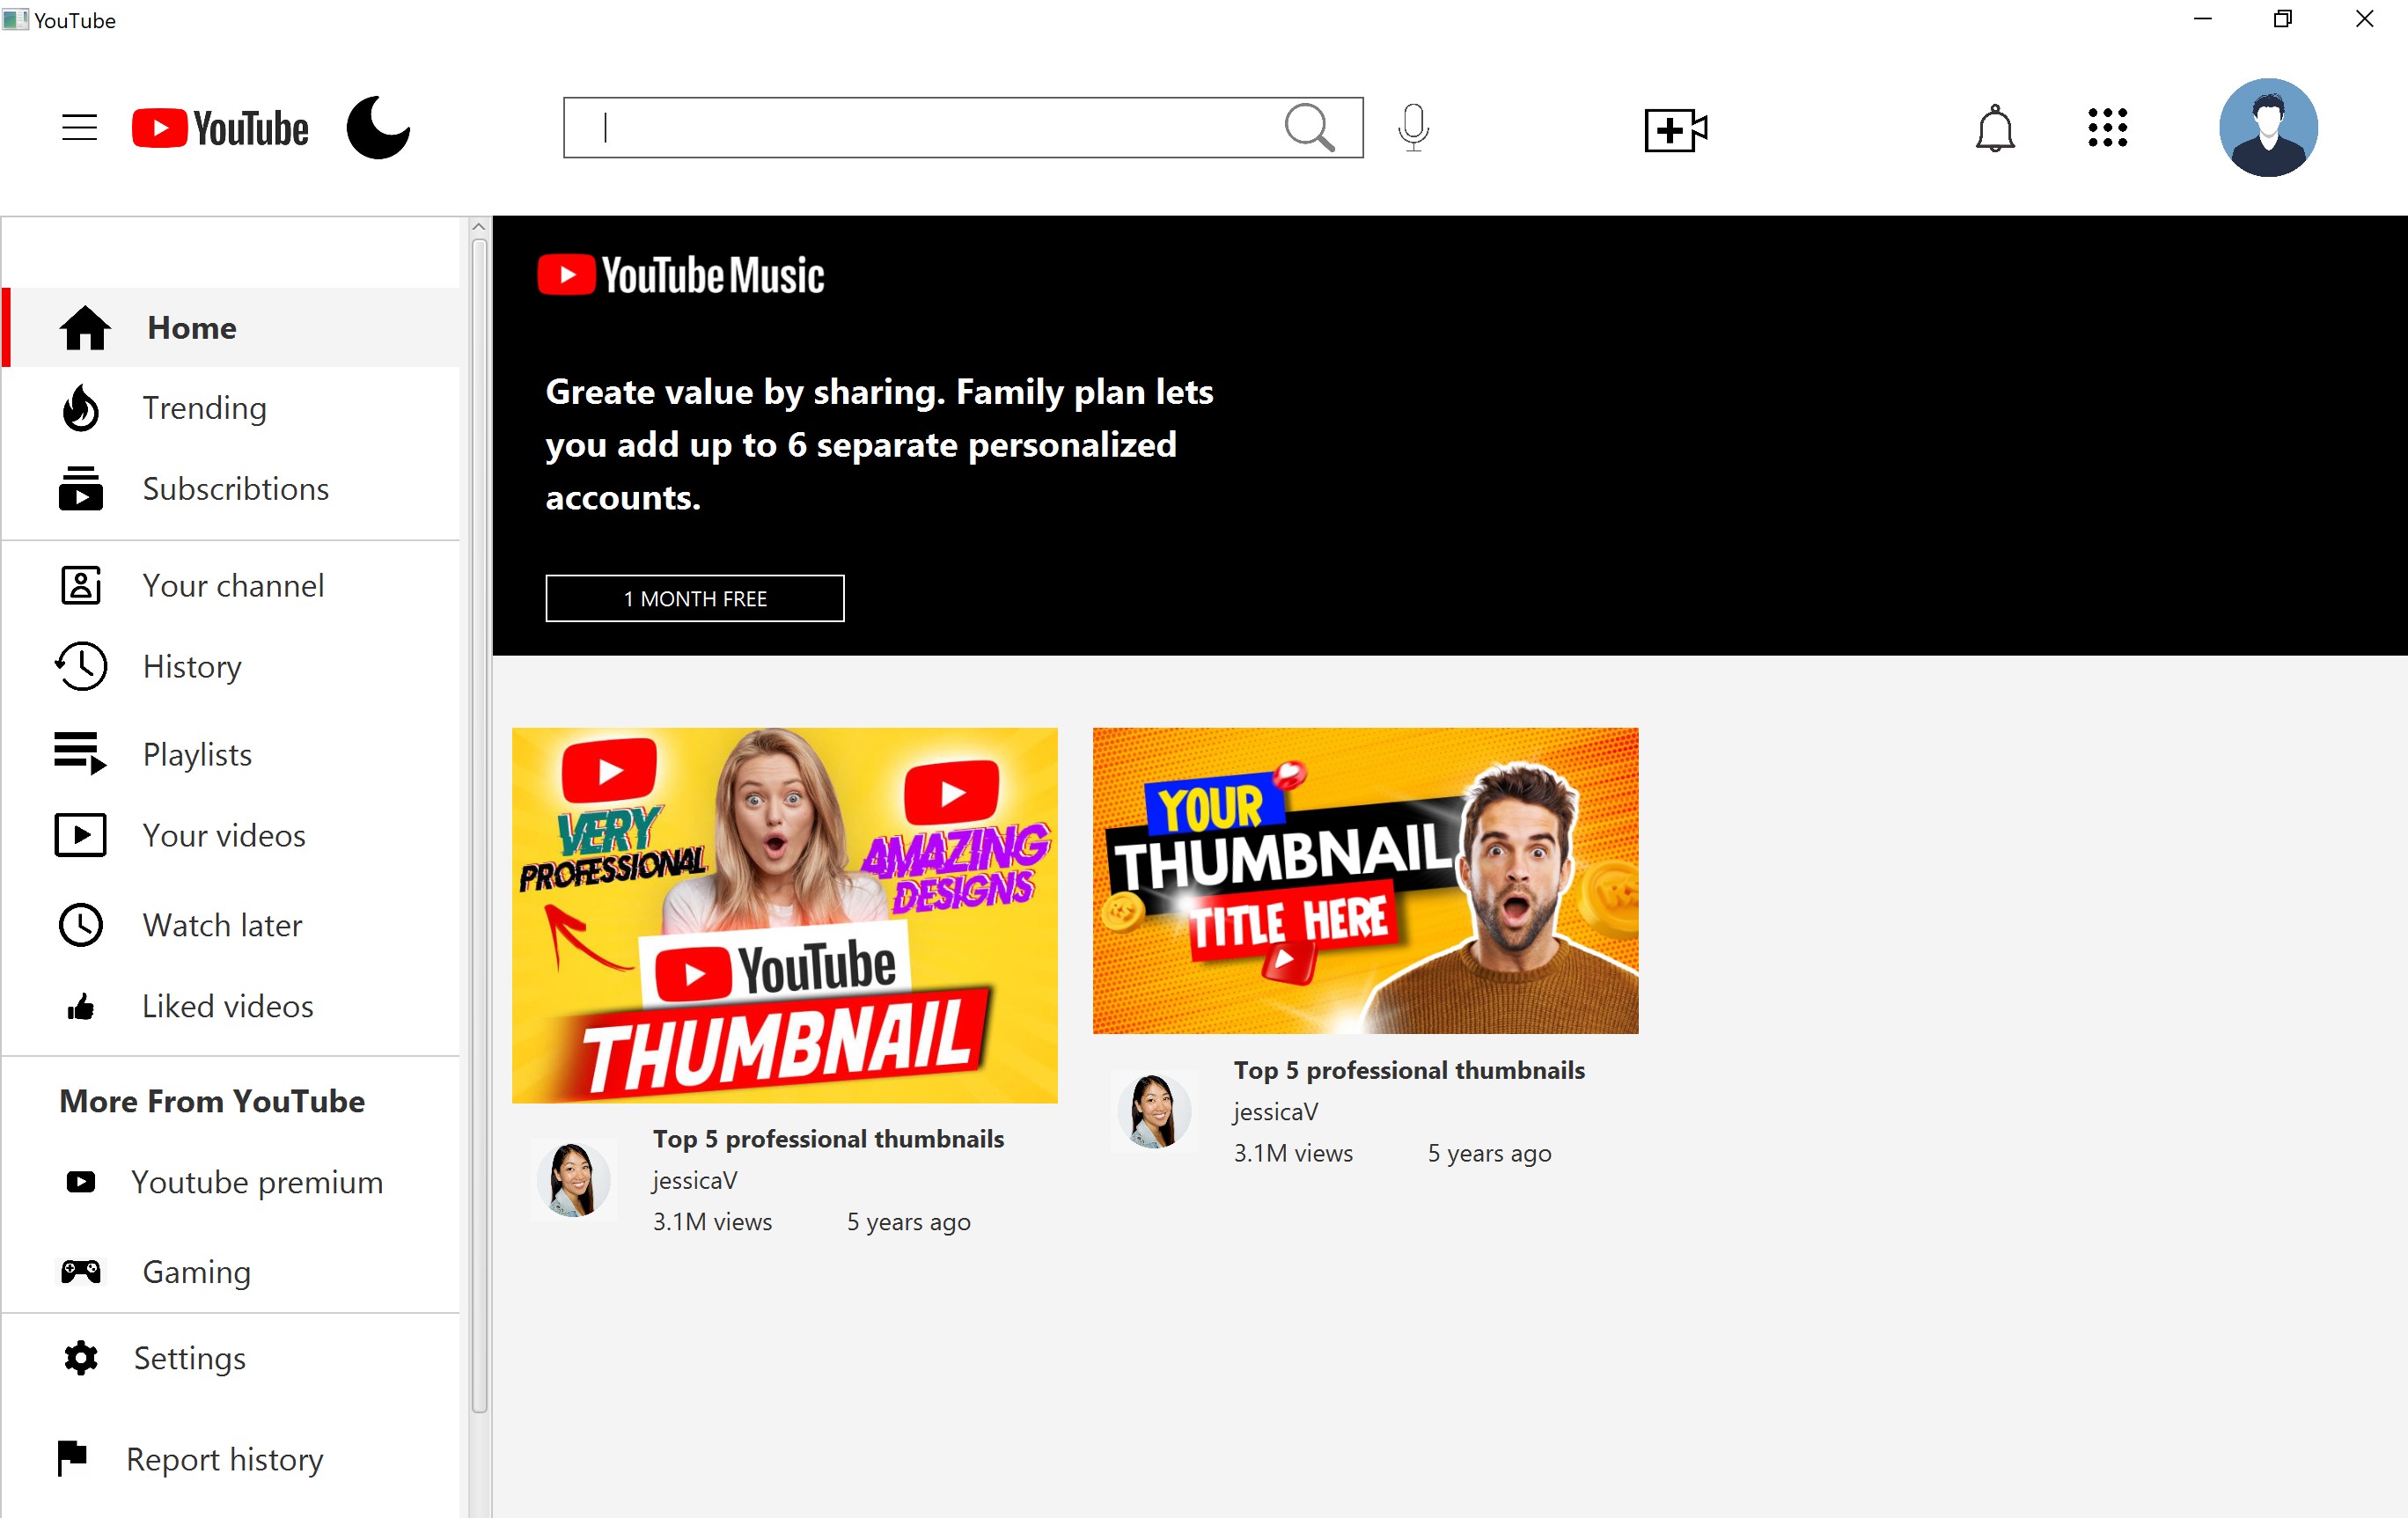 YouTube
YouTube
YouTube Music
Home
Trending
Subscribtions
Your channel
History
Playlists
Your videos
Watch later
Liked videos
More From YouTube
Youtube premium
Gaming
Settings
Report history
Greate value by sharing. Family plan lets
you add up to 6 separate personalized
accounts.
1 MONTH FREE
VERY
PROFESSIONAL
AMAZING
DESIGNS
YouTube
THUMBNAIL
Top 5 professional thumbnails
jessicaV
3.1M views 5 years ago
YOUR
THUMBNAIL
TITLE HERE
Top 5 professional thumbnails
jessicaV
3.1M views 5 years ago